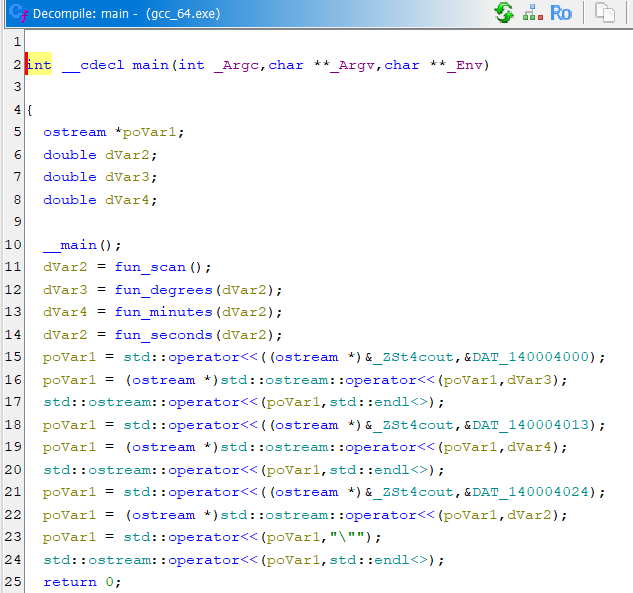 Decompile: main - (gcc_64.exe)
Ro
1
2 int __cdecl main(int _Argc,char **_Argv,char **_Env)
3
4 {
5 ostream *poVar1;
6 double dVar2;
7 double dVar3;
8 double dVar4;
9
10 __main();
11 dVar2 = fun_scan();
12 dVar3 = fun_degrees(dVar2);
13 dVar4 = fun_minutes(dVar2);
14 dVar2 = fun_seconds(dVar2);
15 poVar1 = std::operator<<((ostream *)&_ZSt4cout,&DAT_140004000);
16 poVar1 = (ostream *)std::ostream::operator<<(poVar1,dVar3);
17 std::ostream::operator<<(poVar1,std::endl<>);
18 poVar1 = std::operator<<((ostream *)&_ZSt4cout,&DAT_140004013);
19 poVar1 = (ostream *)std::ostream::operator<<(poVar1,dVar4);
20 std::ostream::operator<<(poVar1,std::endl<>);
21 poVar1 = std::operator<<((ostream *)&_ZSt4cout,&DAT_140004024);
22 poVar1 = (ostream *)std::ostream::operator<<(poVar1,dVar2);
23 poVar1 = std::operator<<(poVar1,"\"");
24 std::ostream::operator<<(poVar1,std::endl<>);
25 return 0;